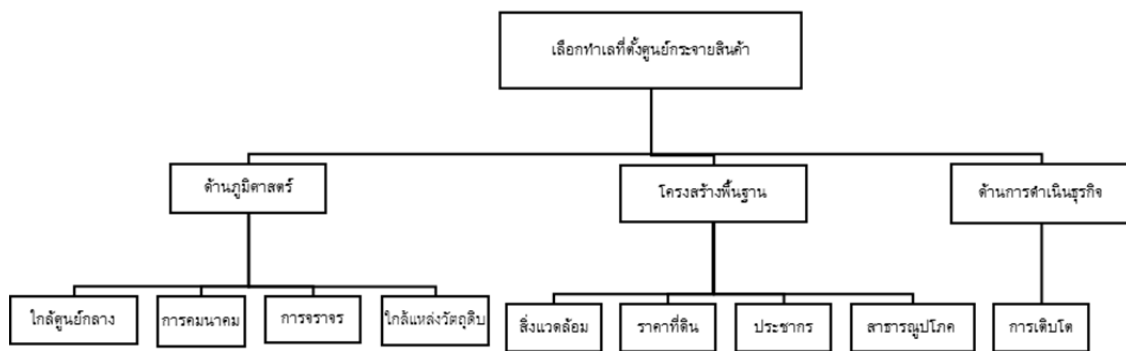 เลือกทำเลที่ตั้งศูนย์กระจายสินค้า
ด้านภูมิศาสตร์
โครงสร้างพื้นฐาน
ด้านการดำเนินธุรกิจ
ใกล้ศูนย์กลาง
การคมนาคม
การจราจร
ใกล้แหล่งวัตถุดิบ
สิ่งแวดล้อม
ราคาที่ดิน
ประชากร
สาธารณูปโภค
การเติบโต